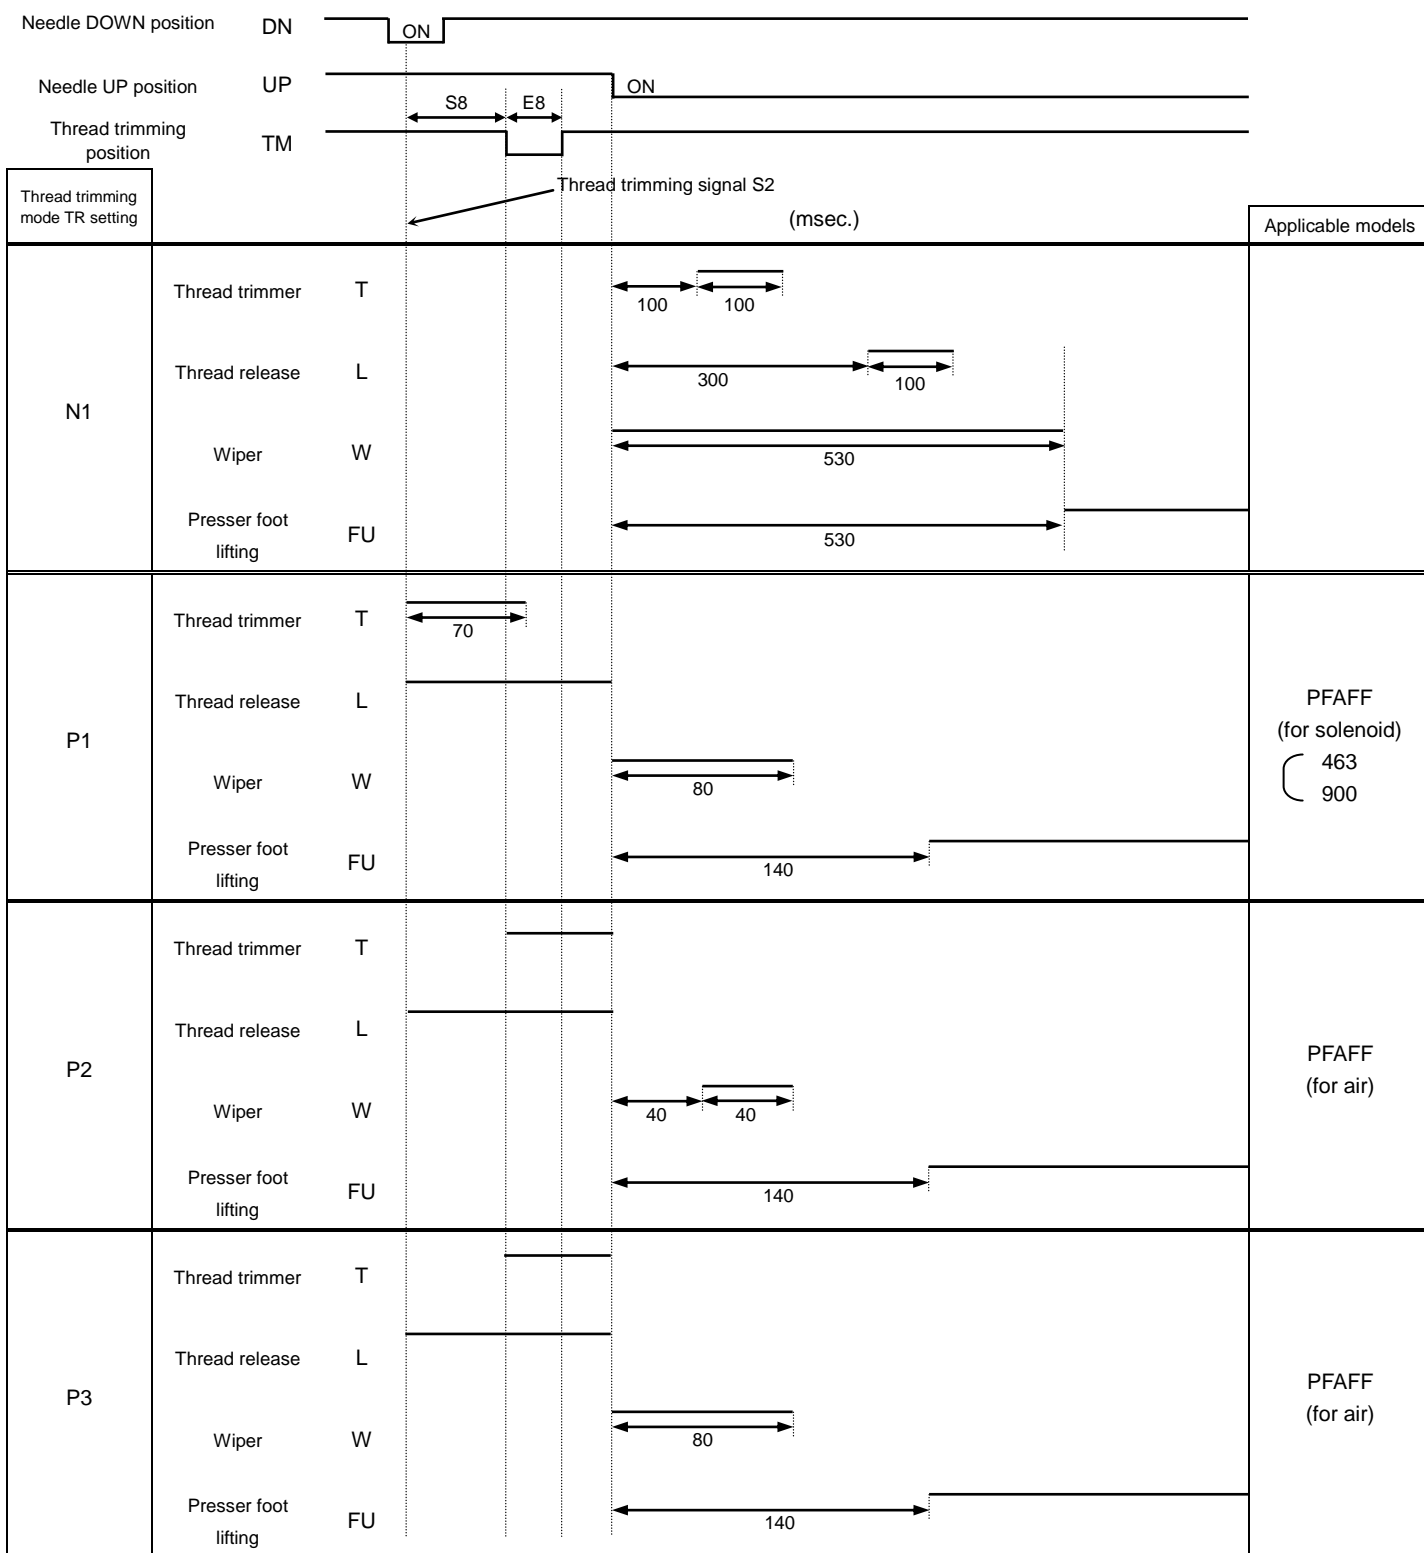 Needle DOWN position DN ON
Needle UP position UP ON
S8 E8
Thread trimming
position TM
Thread trimming signal S2
Thread trimming
mode TR setting
(msec.)
Applicable models
N1
Thread trimmer T 100 100
Thread release L 300 100
Wiper W 530
Presser foot
lifting FU 530
P1
Thread trimmer T 70
Thread release L
Wiper W 80
Presser foot
lifting FU 140
PFAFF
(for solenoid)
463
900
P2
Thread trimmer T
Thread release L
Wiper W 40 40
Presser foot
lifting FU 140
PFAFF
(for air)
P3
Thread trimmer T
Thread release L
Wiper W 80
Presser foot
lifting FU 140
PFAFF
(for air)